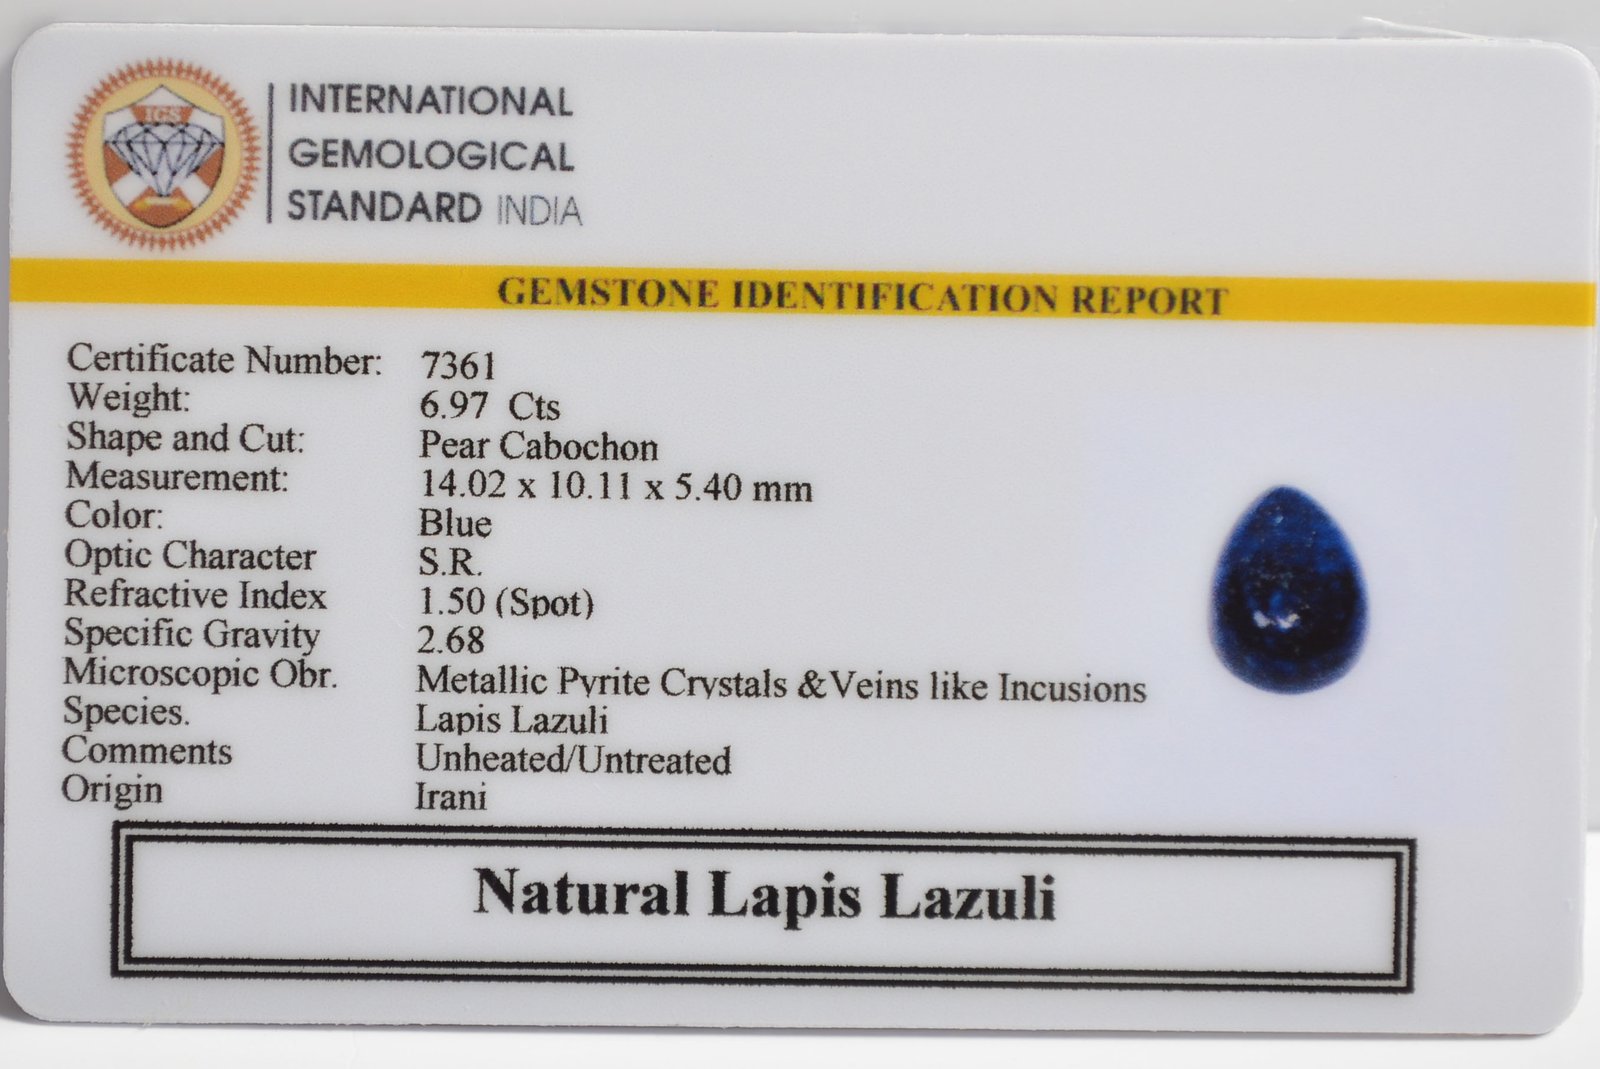 IGS
INTERNATIONAL
GEMOLOGICAL
STANDARD INDIA
GEMSTONE IDENTIFICATION REPORT
Certificate Number: 7361
Weight: 6.97 Cts
Shape and Cut: Pear Cabochon
Measurement: 14.02 x 10.11 x 5.40 mm
Color: Blue
Optic Character S.R.
Refractive Index 1.50 (Spot)
Specific Gravity 2.68
Microscopic Obr. Metallic Pyrite Crystals &Veins like Incusions
Species. Lapis Lazuli
Comments Unheated/Untreated
Origin Irani
Natural Lapis Lazuli